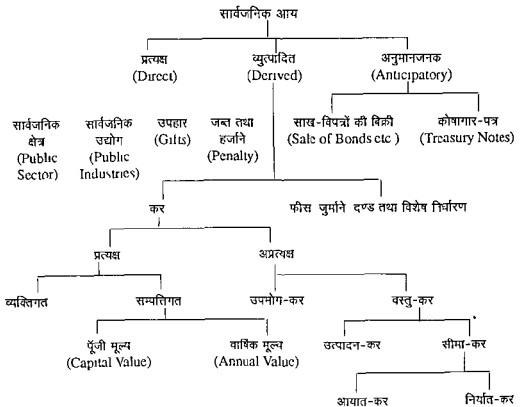 सार्वजनिक आय
प्रत्यक्ष
(Direct)
व्युत्पादित
(Derived)
अनुमानजनक
(Anticipatory)
सार्वजनिक
क्षेत्र
(Public
Sector)
सार्वजनिक
उद्योग
(Public
Industries)
उपहार
(Gifts)
जब्त तथा
हर्जाने
(Penalty)
साख-विपत्रों की बिक्री
(Sale of Bonds etc )
कोषागार-पत्र
(Treasury Notes)
कर
फीस जुर्माने दण्ड तथा विशेष निर्धारण
प्रत्यक्ष
अप्रत्यक्ष
व्यक्तिगत
सम्पत्तिगत
उपभोग-कर
वस्तु-कर
पूँजी मूल्य
(Capital Value)
वार्षिक मूल्य
(Annual Value)
उत्पादन-कर
सीमा-कर
आयात-कर
निर्यात-कर